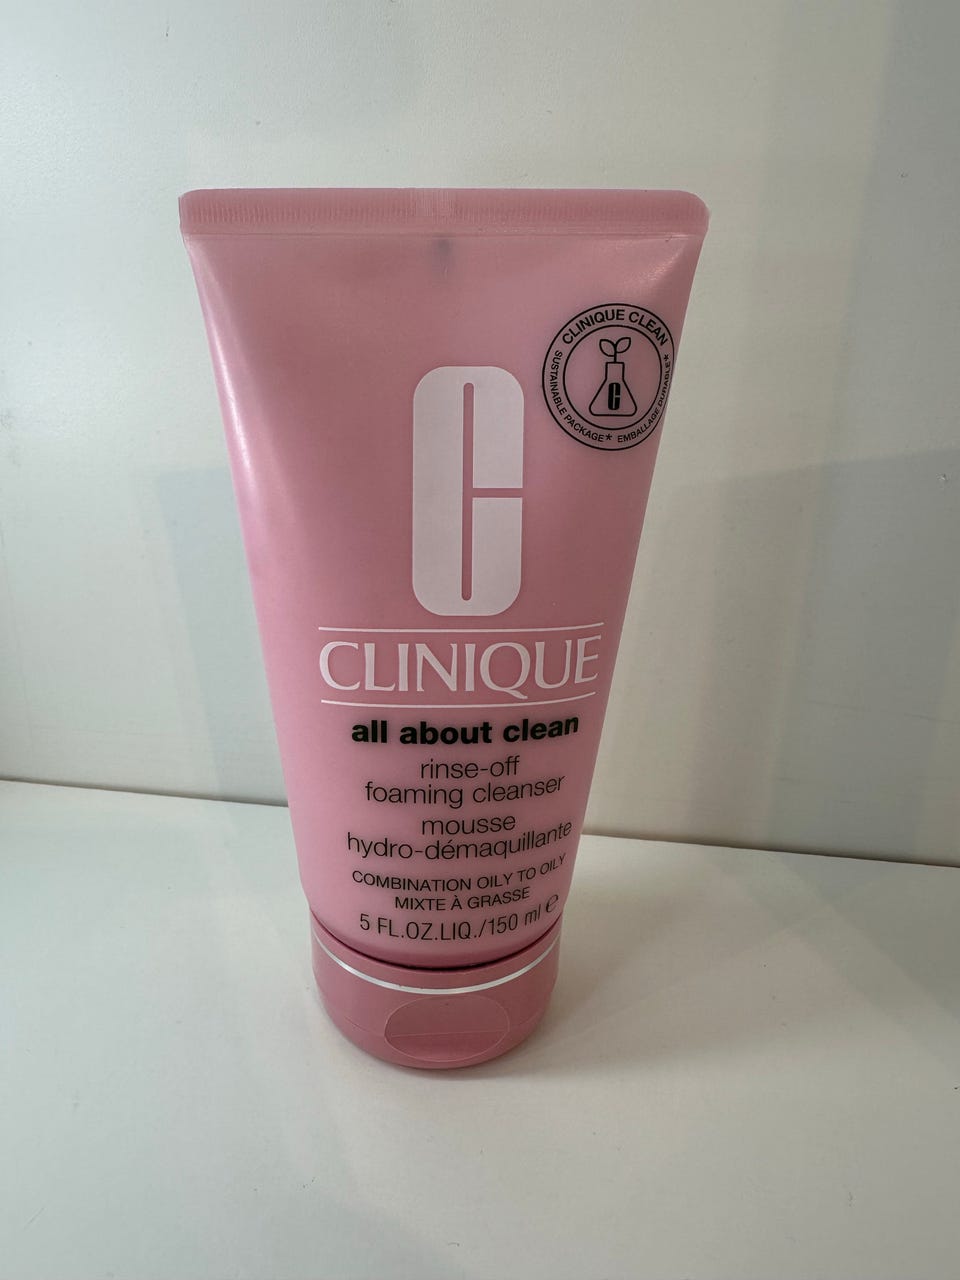 CLINIQUE CLEAN
SUSTAINABLE PACKAGE* EMBALLAGE DURABLE*
C
C
CLINIQUE
all about clean
rinse-off
foaming cleanser
mousse
hydro-démaquillante
COMBINATION OILY TO OILY
MIXTE À GRASSE
5 FL.OZ.LIQ./150 ml ℮